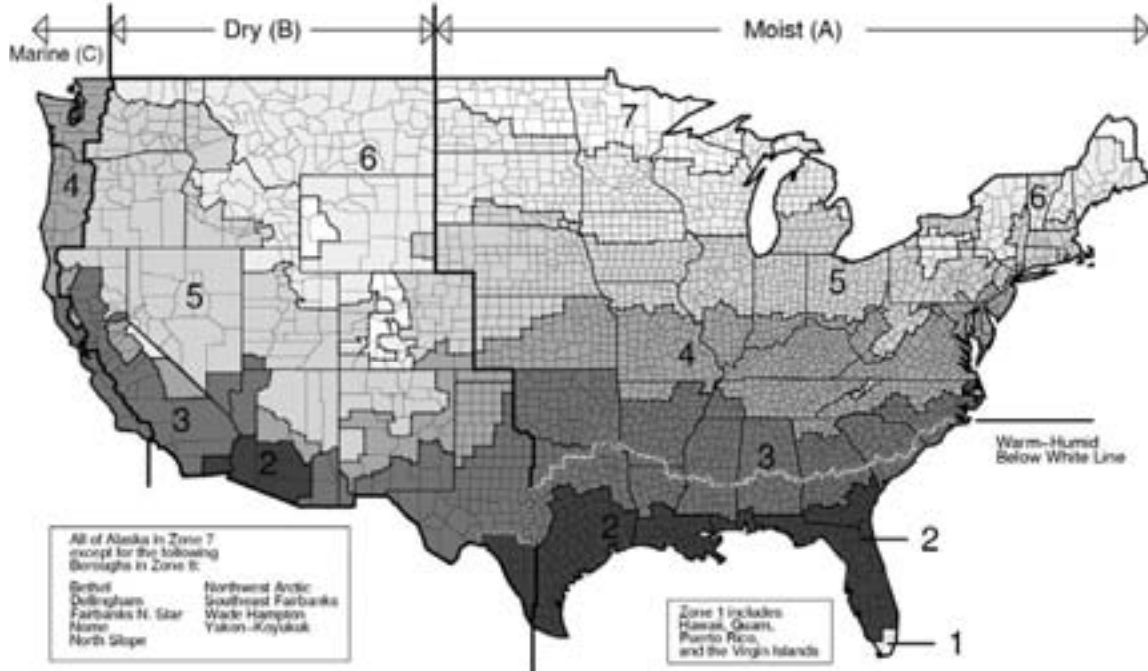 Marine (C)
Dry (B)
Moist (A)
7
6
6
4
6
5
5
4
3
3
2
Warm-Humid
Below White Line
2
2
1
All of Alaska in Zone 7
except for the following
Boroughs in Zone 8:
Bethel
Northwest Arctic
Dellingham
Southeast Fairbanks
Fairbanks N. Star
Wade Hampton
Nome
Yukon-Koyukuk
North Slope
Zone 1 includes
Hawaii, Guam,
Puerto Rico,
and the Virgin Islands